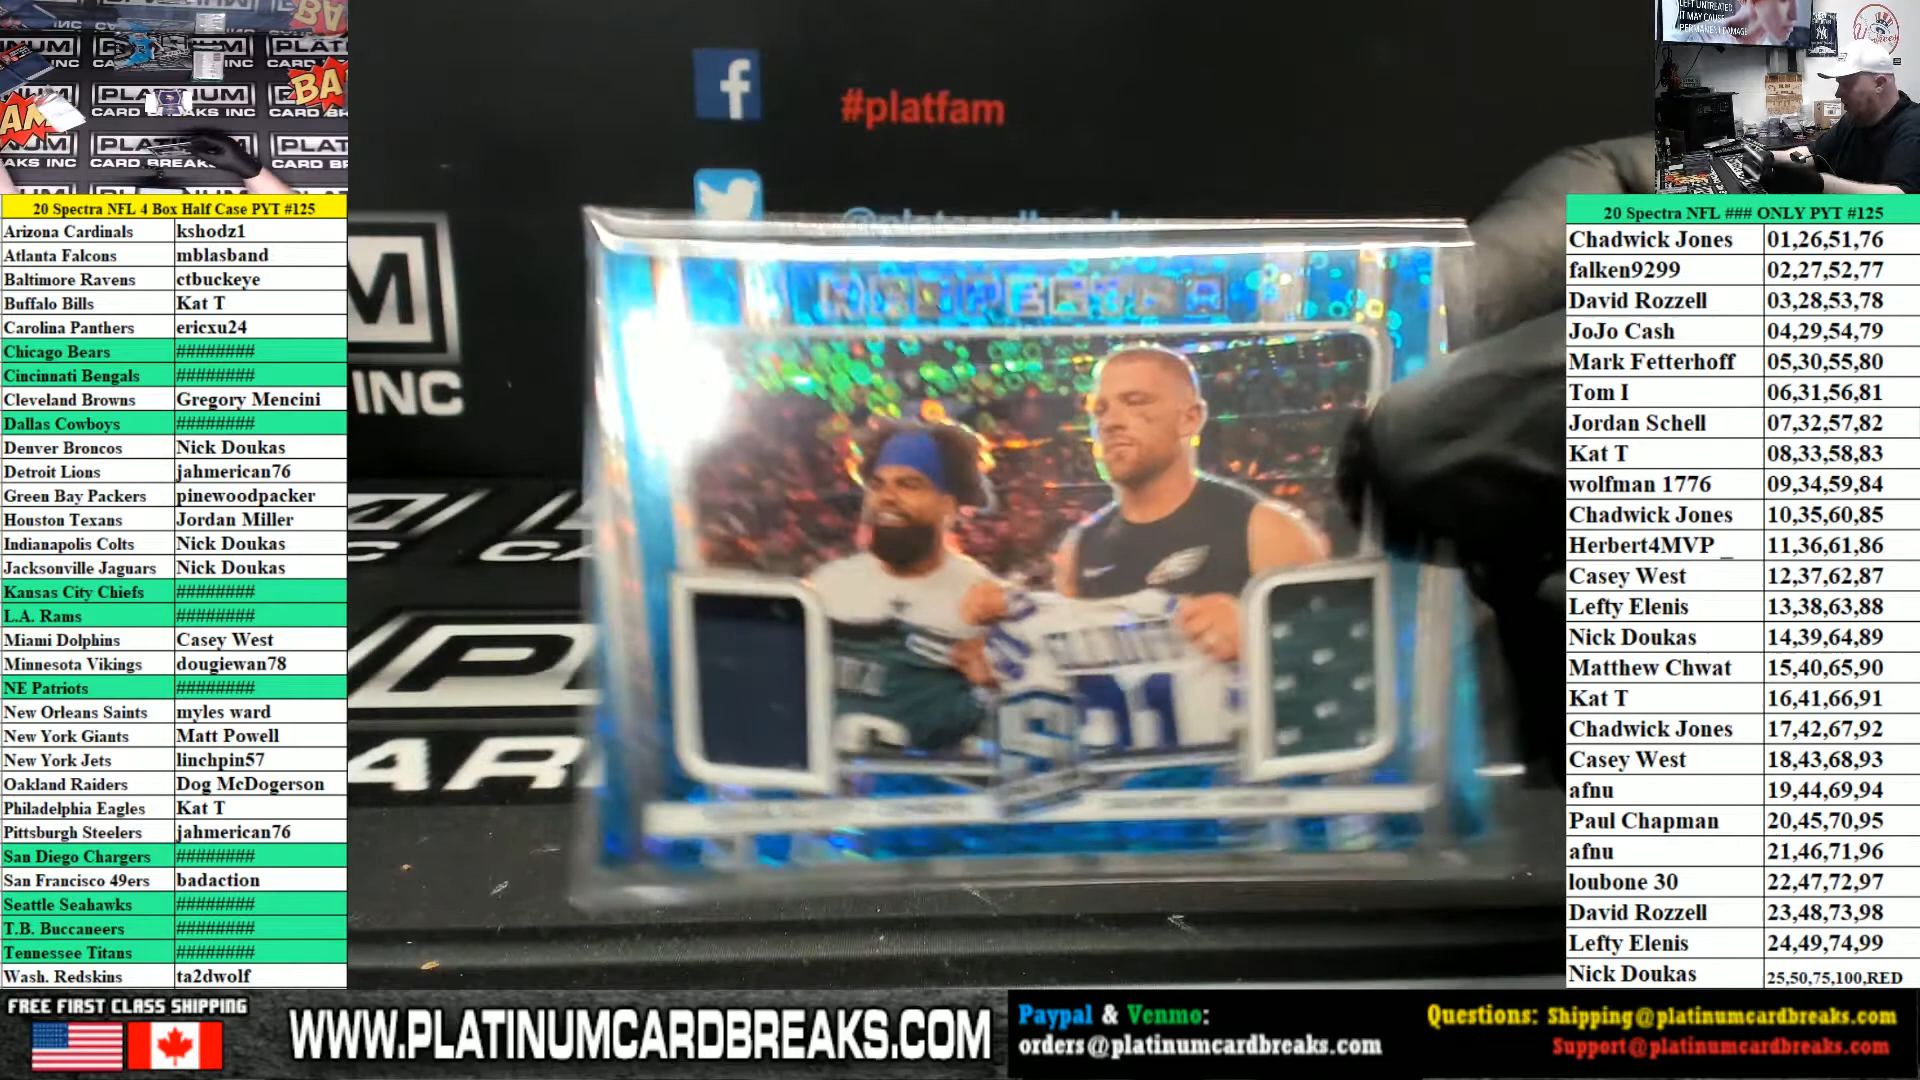 #platfam
20 Spectra NFL 4 Box Half Case PYT #125
Arizona Cardinals kshodz1
Atlanta Falcons mblasband
Baltimore Ravens ctbuckeye
Buffalo Bills Kat T
Carolina Panthers ericxu24
Chicago Bears ########
Cincinnati Bengals ########
Cleveland Browns Gregory Mencini
Dallas Cowboys ########
Denver Broncos Nick Doukas
Detroit Lions jahmerican76
Green Bay Packers pinewoodpacker
Houston Texans Jordan Miller
Indianapolis Colts Nick Doukas
Jacksonville Jaguars Nick Doukas
Kansas City Chiefs ########
L.A. Rams ########
Miami Dolphins Casey West
Minnesota Vikings dougiewan78
NE Patriots ########
New Orleans Saints myles ward
New York Giants Matt Powell
New York Jets linchpin57
Oakland Raiders Dog McDogerson
Philadelphia Eagles Kat T
Pittsburgh Steelers jahmerican76
San Diego Chargers ########
San Francisco 49ers badaction
Seattle Seahawks ########
T.B. Buccaneers ########
Tennessee Titans ########
Wash. Redskins ta2dwolf
20 Spectra NFL ### ONLY PYT #125
Chadwick Jones 01,26,51,76
falken9299 02,27,52,77
David Rozzell 03,28,53,78
JoJo Cash 04,29,54,79
Mark Fetterhoff 05,30,55,80
Tom I 06,31,56,81
Jordan Schell 07,32,57,82
Kat T 08,33,58,83
wolfman 1776 09,34,59,84
Chadwick Jones 10,35,60,85
Herbert4MVP _ 11,36,61,86
Casey West 12,37,62,87
Lefty Elenis 13,38,63,88
Nick Doukas 14,39,64,89
Matthew Chwat 15,40,65,90
Kat T 16,41,66,91
Chadwick Jones 17,42,67,92
Casey West 18,43,68,93
afnu 19,44,69,94
Paul Chapman 20,45,70,95
afnu 21,46,71,96
loubone 30 22,47,72,97
David Rozzell 23,48,73,98
Lefty Elenis 24,49,74,99
Nick Doukas 25,50,75,100,RED
LEFT UNTREATED,
IT MAY CAUSE
PERMANENT DAMAGE
PLATINUM
CARD BREAKS INC
INC
FREE FIRST CLASS SHIPPING
WWW.PLATINUMCARDBREAKS.COM
Paypal & Venmo:
orders@platinumcardbreaks.com
Questions: Shipping@platinumcardbreaks.com
Support@platinumcardbreaks.com